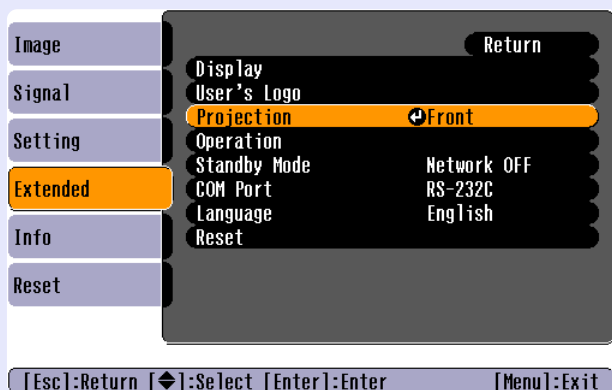 Image
Signal
Setting
Extended
Info
Reset
Return
Display
User's Logo
Projection Front
Operation
Standby Mode Network OFF
COM Port RS-232C
Language English
Reset
[Esc]:Return [◆]:Select [Enter]:Enter [Menu]:Exit